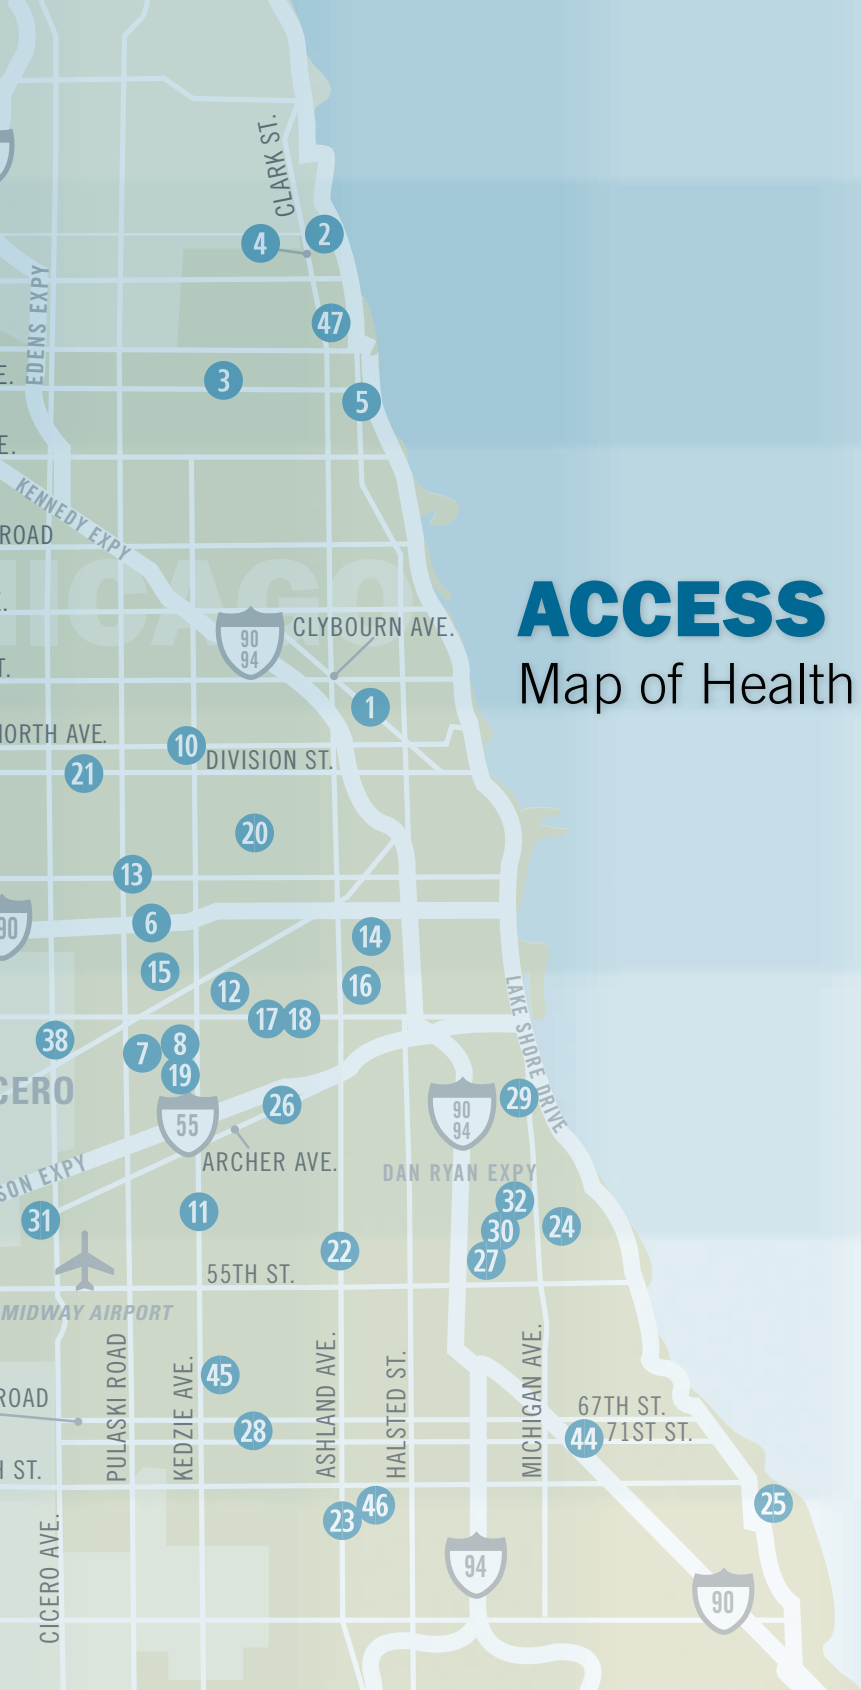 CLARK ST.
4
2
EDENS EXPY
47
E.
3
5
E.
KENNEDY EXPY
ROAD
HICAGO
ACCESS
Map of Health
90
94
CLYBOURN AVE.
T.
1
NORTH AVE.
10
DIVISION ST.
21
20
13
90
6
14
15
12
16
17
18
LAKE SHORE DRIVE
38
7
8
19
CERO
26
55
90
94
29
ARCHER AVE.
DAN RYAN EXPY
SON EXPY
31
11
32
30
24
27
22
55TH ST.
MIDWAY AIRPORT
PULASKI ROAD
KEDZIE AVE.
45
ASHLAND AVE.
HALSTED ST.
MICHIGAN AVE.
67TH ST.
71ST ST.
ROAD
28
44
H ST.
23
46
25
CICERO AVE.
94
90